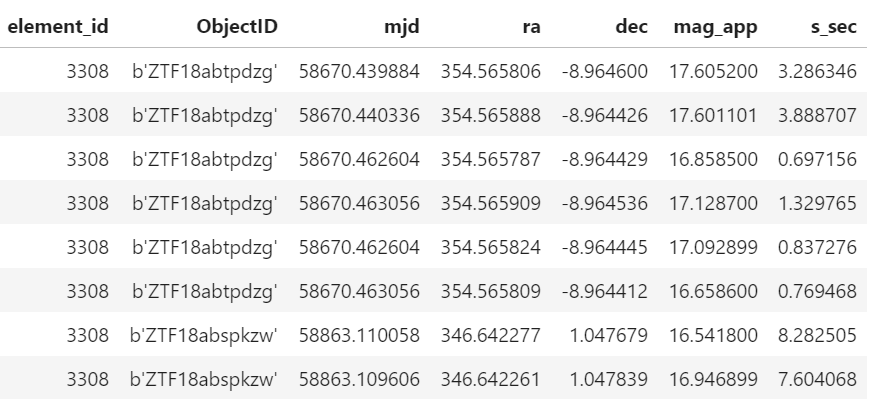 element_id ObjectID mjd ra dec mag_app s_sec
3308 b'ZTF18abtpdzg' 58670.439884 354.565806 -8.964600 17.605200 3.286346
3308 b'ZTF18abtpdzg' 58670.440336 354.565888 -8.964426 17.601101 3.888707
3308 b'ZTF18abtpdzg' 58670.462604 354.565787 -8.964429 16.858500 0.697156
3308 b'ZTF18abtpdzg' 58670.463056 354.565909 -8.964536 17.128700 1.329765
3308 b'ZTF18abtpdzg' 58670.462604 354.565824 -8.964445 17.092899 0.837276
3308 b'ZTF18abtpdzg' 58670.463056 354.565809 -8.964412 16.658600 0.769468
3308 b'ZTF18abspkzw' 58863.110058 346.642277 1.047679 16.541800 8.282505
3308 b'ZTF18abspkzw' 58863.109606 346.642261 1.047839 16.946899 7.604068